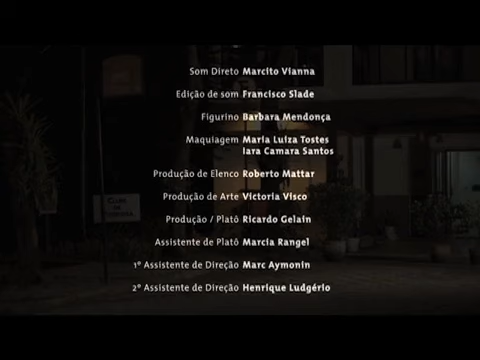 Som Direto Marcito Vianna
Edição de som Francisco Slade
Figurino Barbara Mendonça
Maquiagem Maria Luiza Tostes
Iara Camara Santos
Produção de Elenco Roberto Mattar
Produção de Arte Victoria Visco
Produção / Platô Ricardo Gelain
Assistente de Platô Marcia Rangel
1º Assistente de Direção Marc Aymonin
2º Assistente de Direção Henrique Ludgério